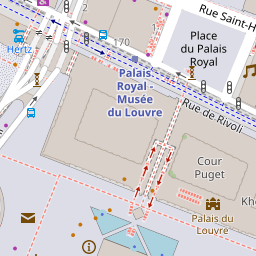 Rue Saint-H
Place
du Palais
Royal
Hertz
170
Palais
Royal -
Musée
du Louvre
Rue de Rivoli
Cour
Puget
Kh
Palais du
Louvre